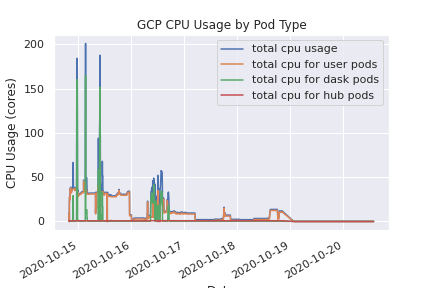 GCP CPU Usage by Pod Type
total cpu usage
total cpu for user pods
total cpu for dask pods
total cpu for hub pods
CPU Usage (cores)
200
150
100
50
0
2020-10-15
2020-10-16
2020-10-17
2020-10-18
2020-10-19
2020-10-20